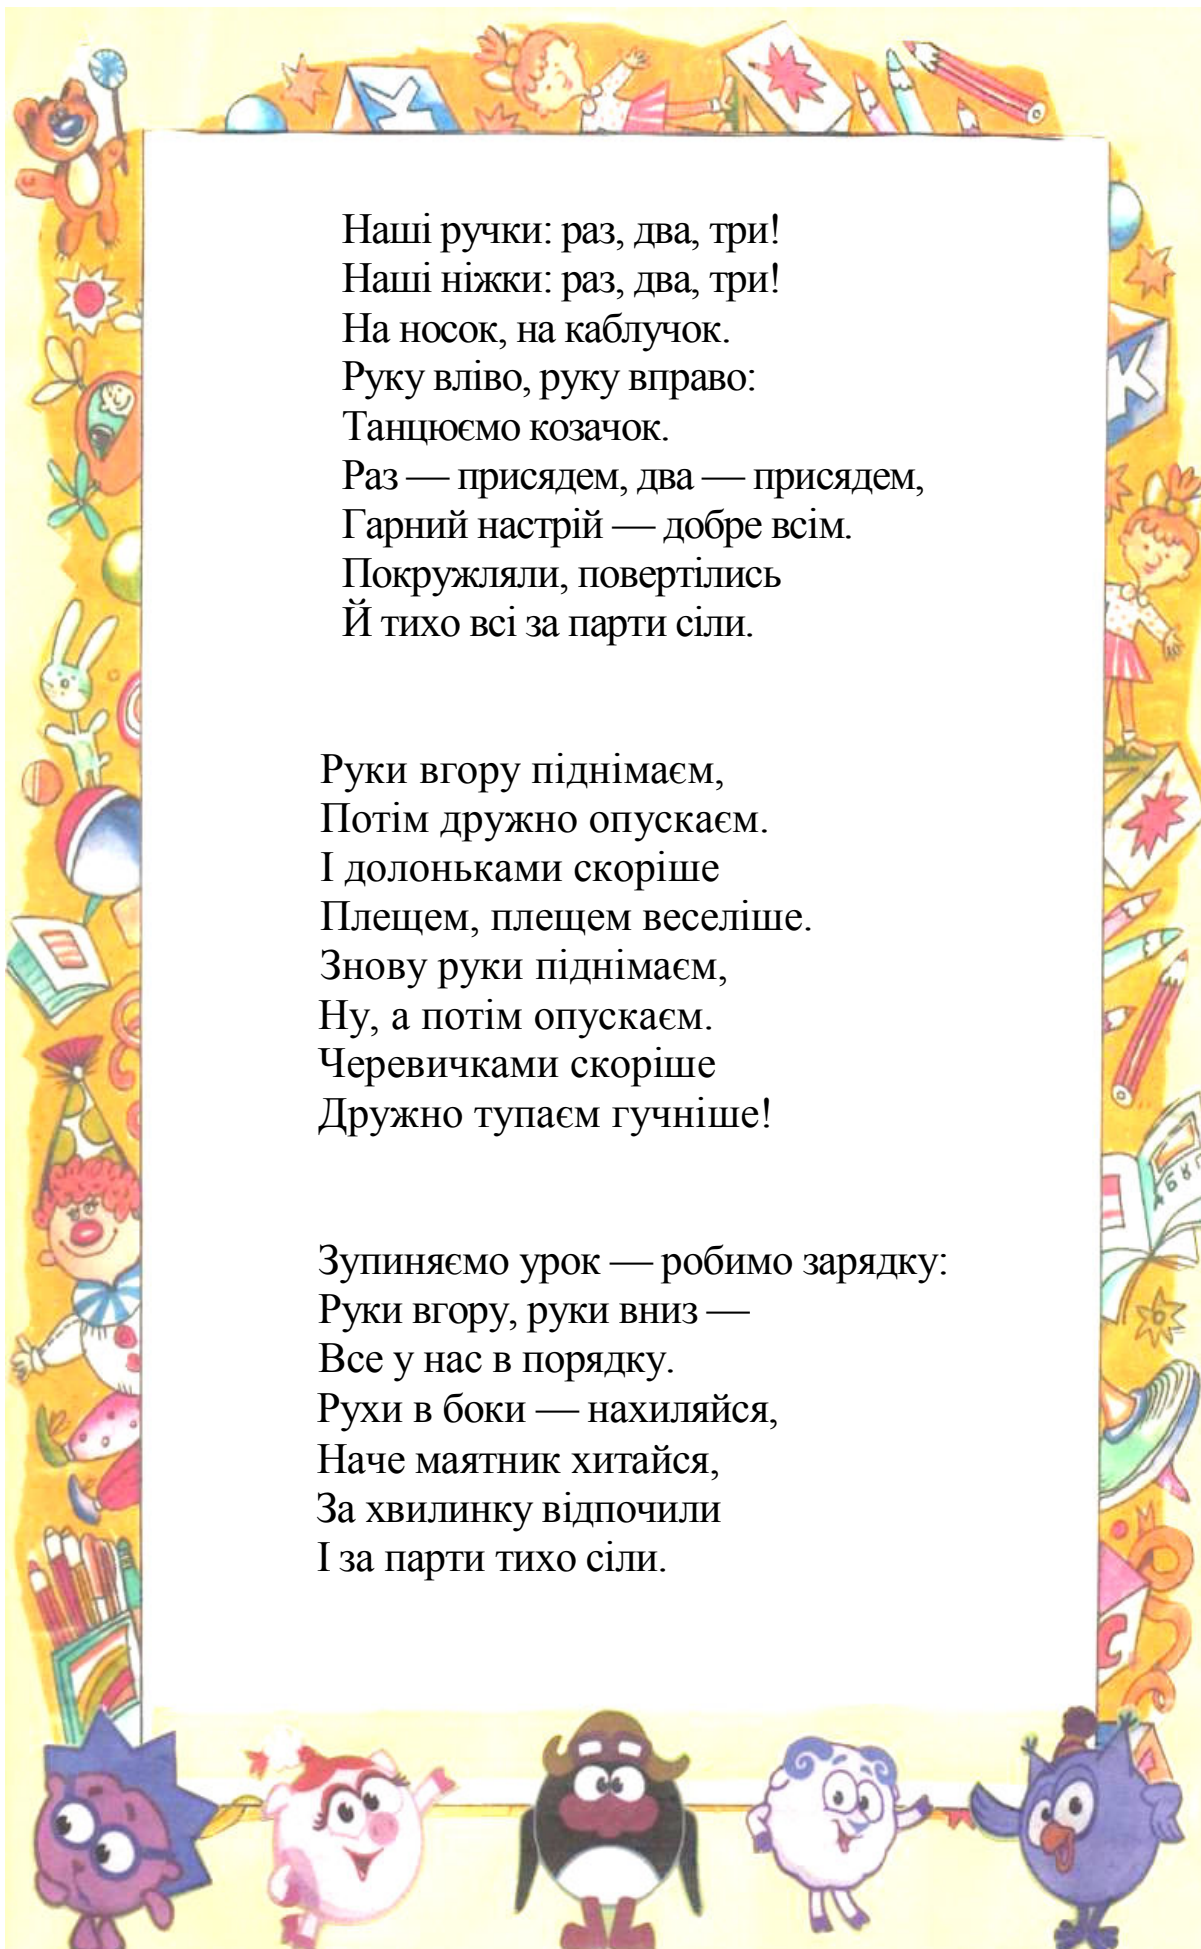 Наші ручки: раз, два, три!
Наші ніжки: раз, два, три!
На носок, на каблучок.
Руку вліво, руку вправо:
Танцюємо козачок.
Раз — присядем, два — присядем,
Гарний настрій — добре всім.
Покружляли, повертілись
Й тихо всі за парти сіли.
Руки вгору піднімаєм,
Потім дружно опускаєм.
І долоньками скоріше
Плещем, плещем веселіше.
Знову руки піднімаєм,
Ну, а потім опускаєм.
Черевичками скоріше
Дружно тупаєм гучніше!
Зупиняємо урок — робимо зарядку:
Руки вгору, руки вниз —
Все у нас в порядку.
Рухи в боки — нахиляйся,
Наче маятник хитайся,
За хвилинку відпочили
І за парти тихо сіли.